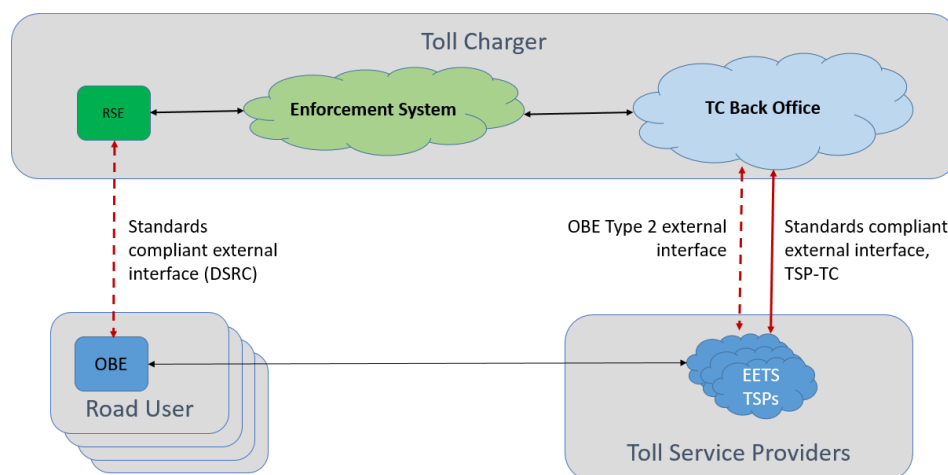 Toll Charger
RSE
Enforcement System
TC Back Office
Standards
compliant external
interface (DSRC)
OBE Type 2 external
interface
Standards compliant
external interface,
TSP-TC
OBE
Road User
EETS
TSPs
Toll Service Providers